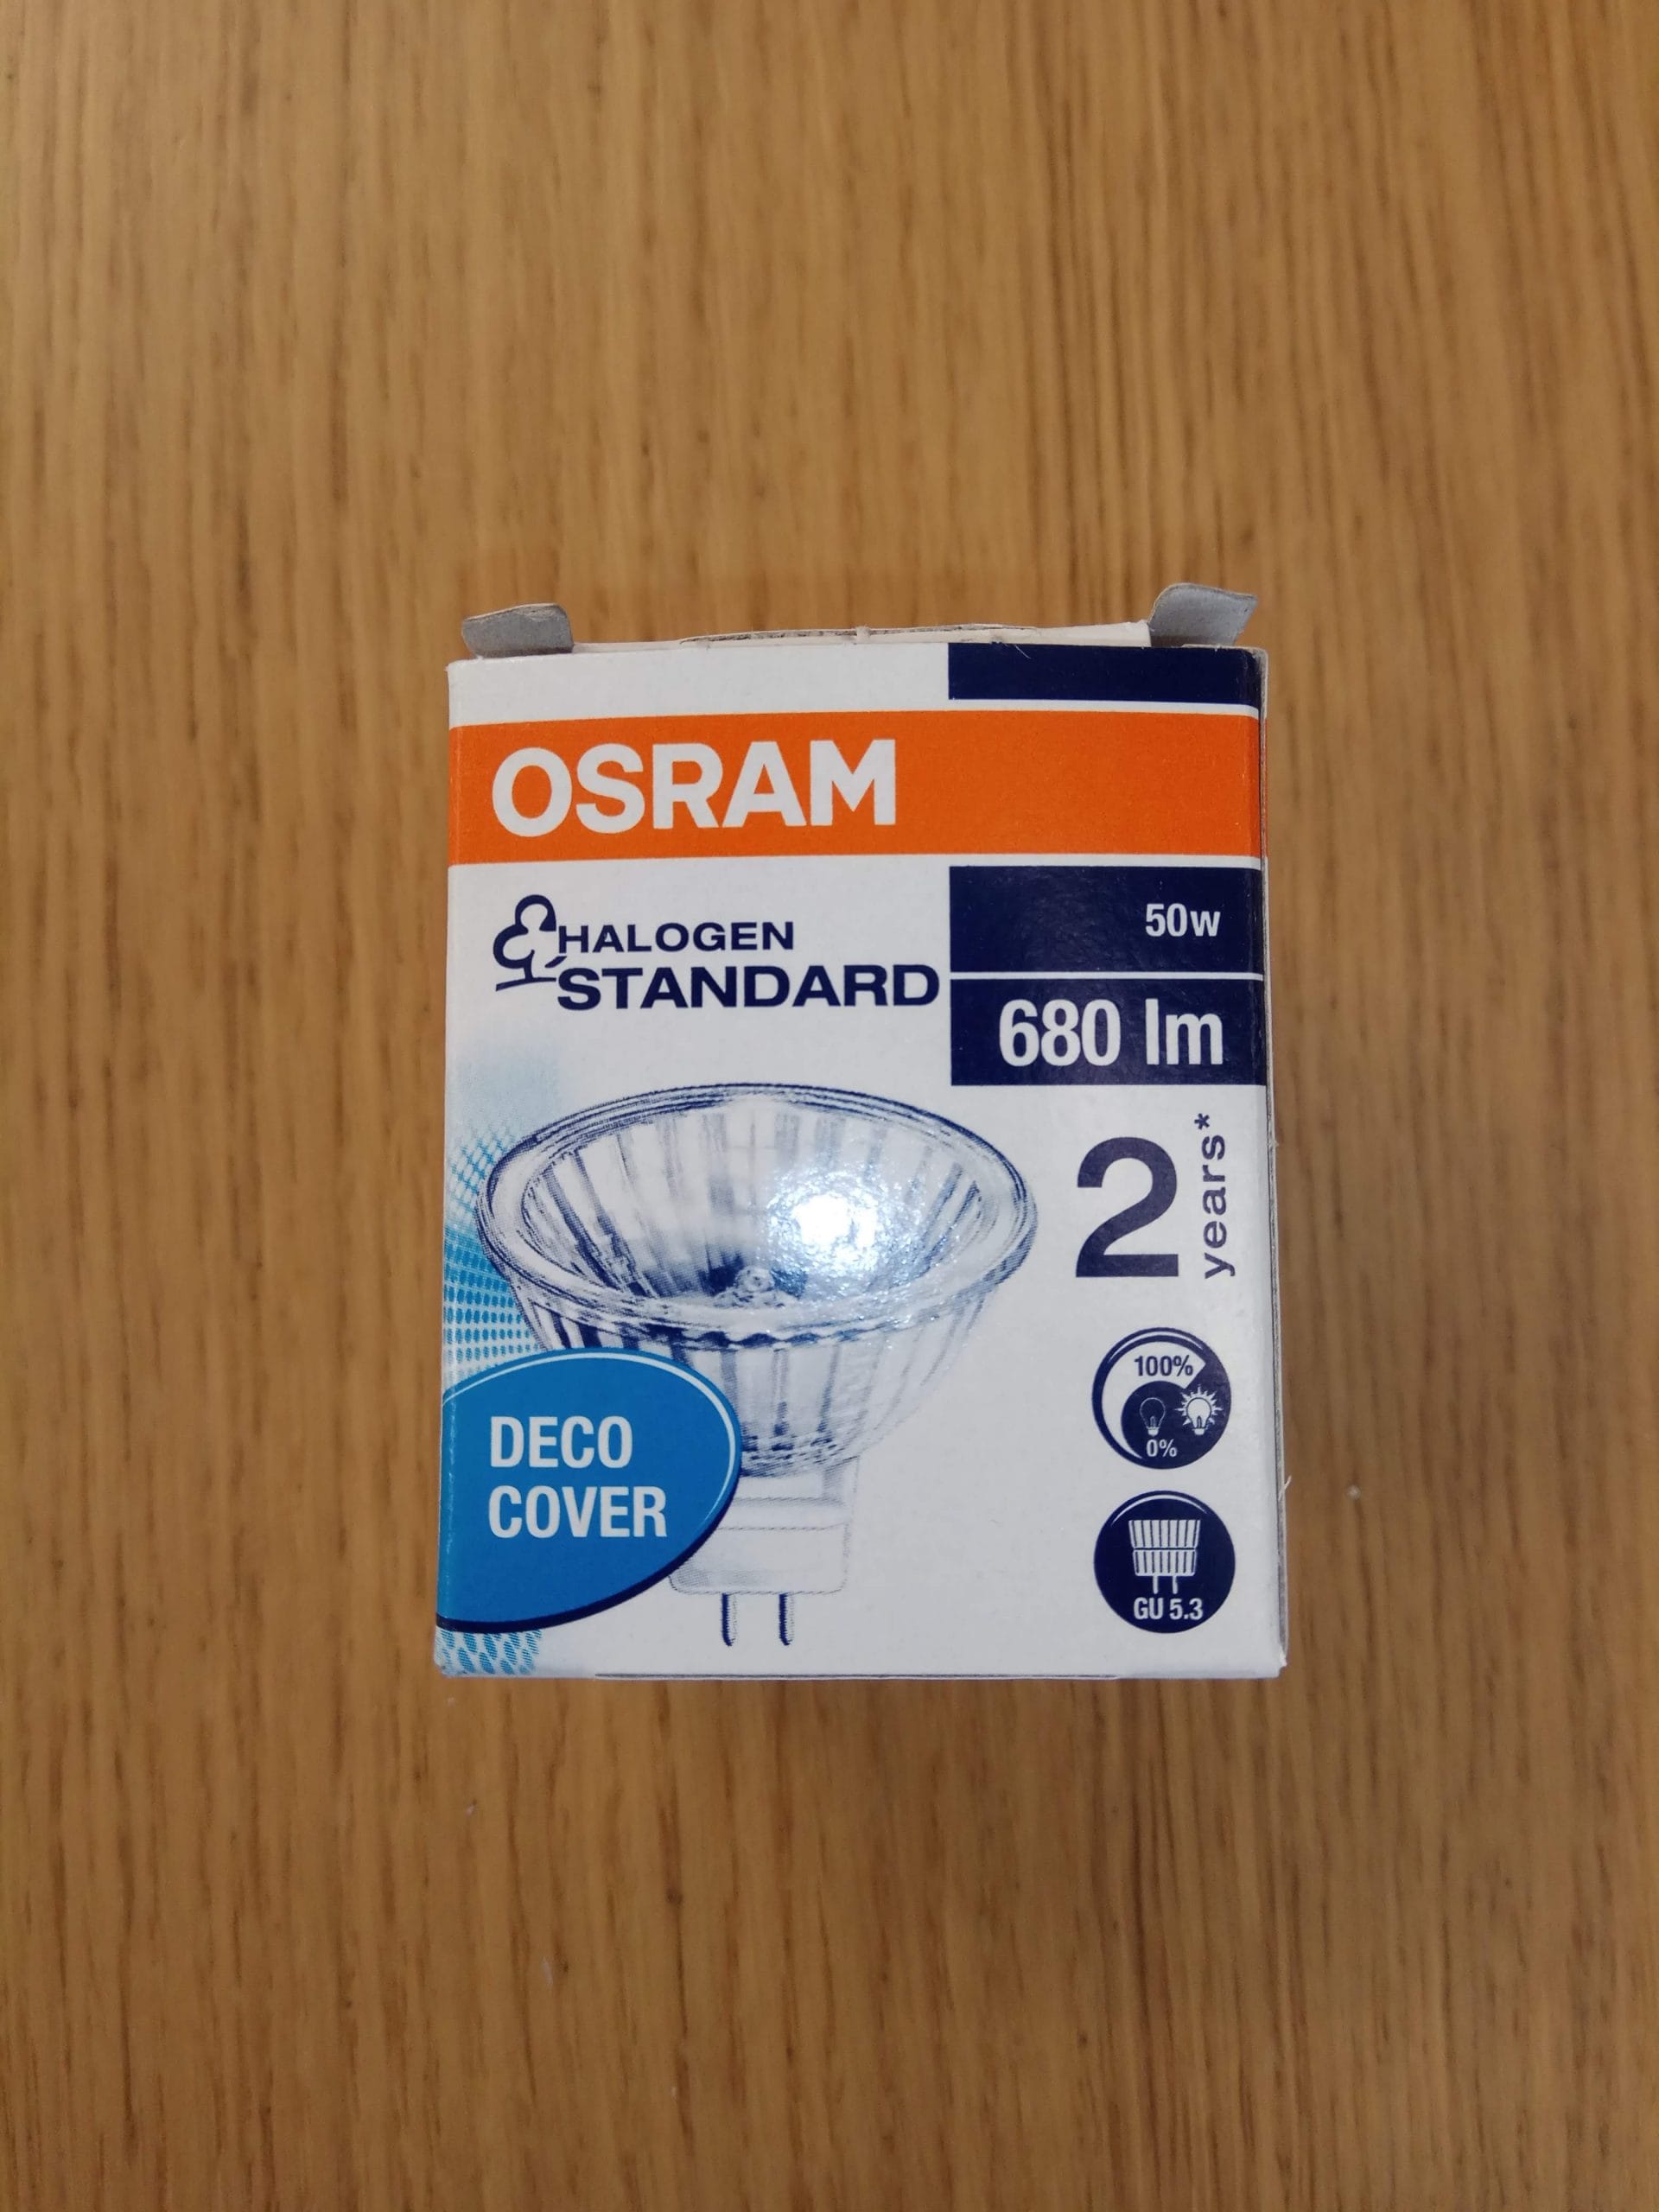 OSRAM
HALOGEN
STANDARD
50w
680 lm
2 years*
100%
0%
DECO
COVER
GU 5.3